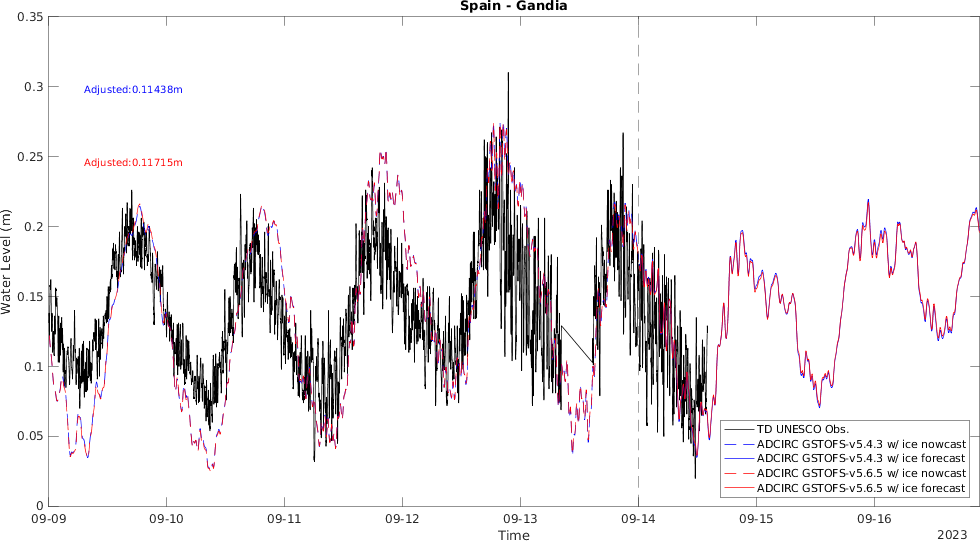 Spain - Gandia
0.35
0.3
0.25
0.2
0.15
0.1
0.05
0
Water Level (m)
Adjusted:0.11438m
Adjusted:0.11715m
TD UNESCO Obs.
ADCIRC GSTOFS-v5.4.3 w/ ice nowcast
ADCIRC GSTOFS-v5.4.3 w/ ice forecast
ADCIRC GSTOFS-v5.6.5 w/ ice nowcast
ADCIRC GSTOFS-v5.6.5 w/ ice forecast
09-09 09-10 09-11 09-12 09-13 09-14 09-15 09-16
Time
2023